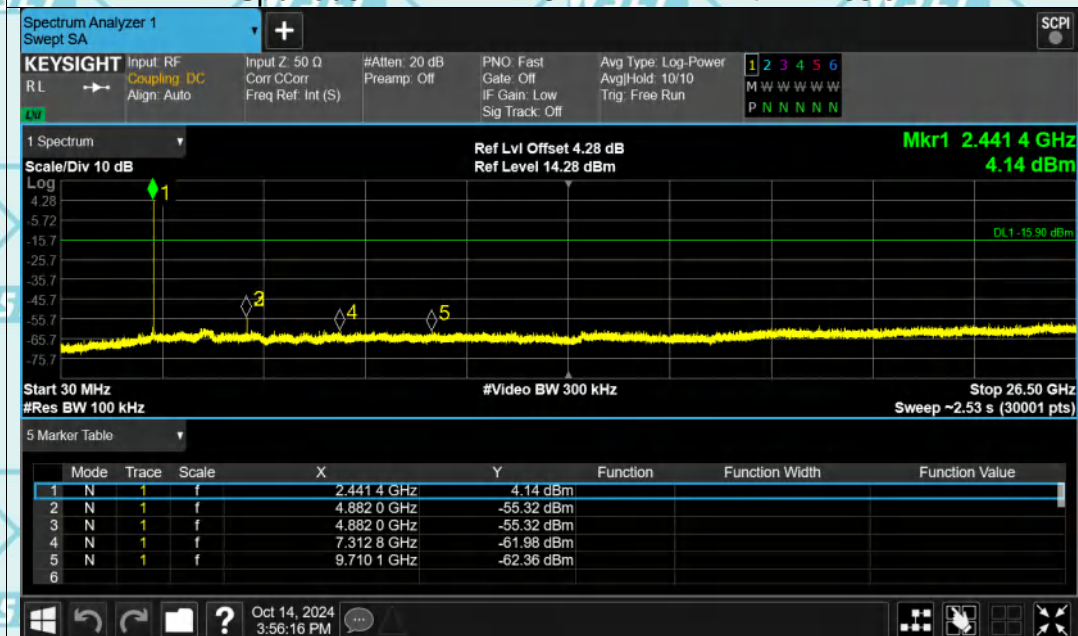 Spectrum Analyzer 1
Swept SA
+
SCPI
KEYSIGHT Input: RF Input Z: 50 Ω #Atten: 20 dB PNO: Fast Avg Type: Log-Power 1 2 3 4 5 6
RL Coupling: DC Corr CCorr Preamp: Off Gate: Off Avg|Hold: 10/10 M W W W W W
Align: Auto Freq Ref: Int (S) IF Gain: Low Trig: Free Run
Sig Track: Off P N N N N N
LXI
1 Spectrum Ref Lvl Offset 4.28 dB Mkr1 2.441 4 GHz
Scale/Div 10 dB Ref Level 14.28 dBm 4.14 dBm
Log
1
4.28
-5.72
-15.7 DL1 -15.90 dBm
-25.7
-35.7
-45.7
4 5
-55.7
-65.7
-75.7
Start 30 MHz #Video BW 300 kHz Stop 26.50 GHz
#Res BW 100 kHz Sweep ~2.53 s (30001 pts)
5 Marker Table
Mode Trace Scale X Y Function Function Width Function Value
1 N 1 f 2.441 4 GHz 4.14 dBm
2 N 1 f 4.882 0 GHz -55.32 dBm
3 N 1 f 4.882 0 GHz -55.32 dBm
4 N 1 f 7.312 8 GHz -61.98 dBm
5 N 1 f 9.710 1 GHz -62.36 dBm
6
? Oct 14, 2024
3:56:16 PM